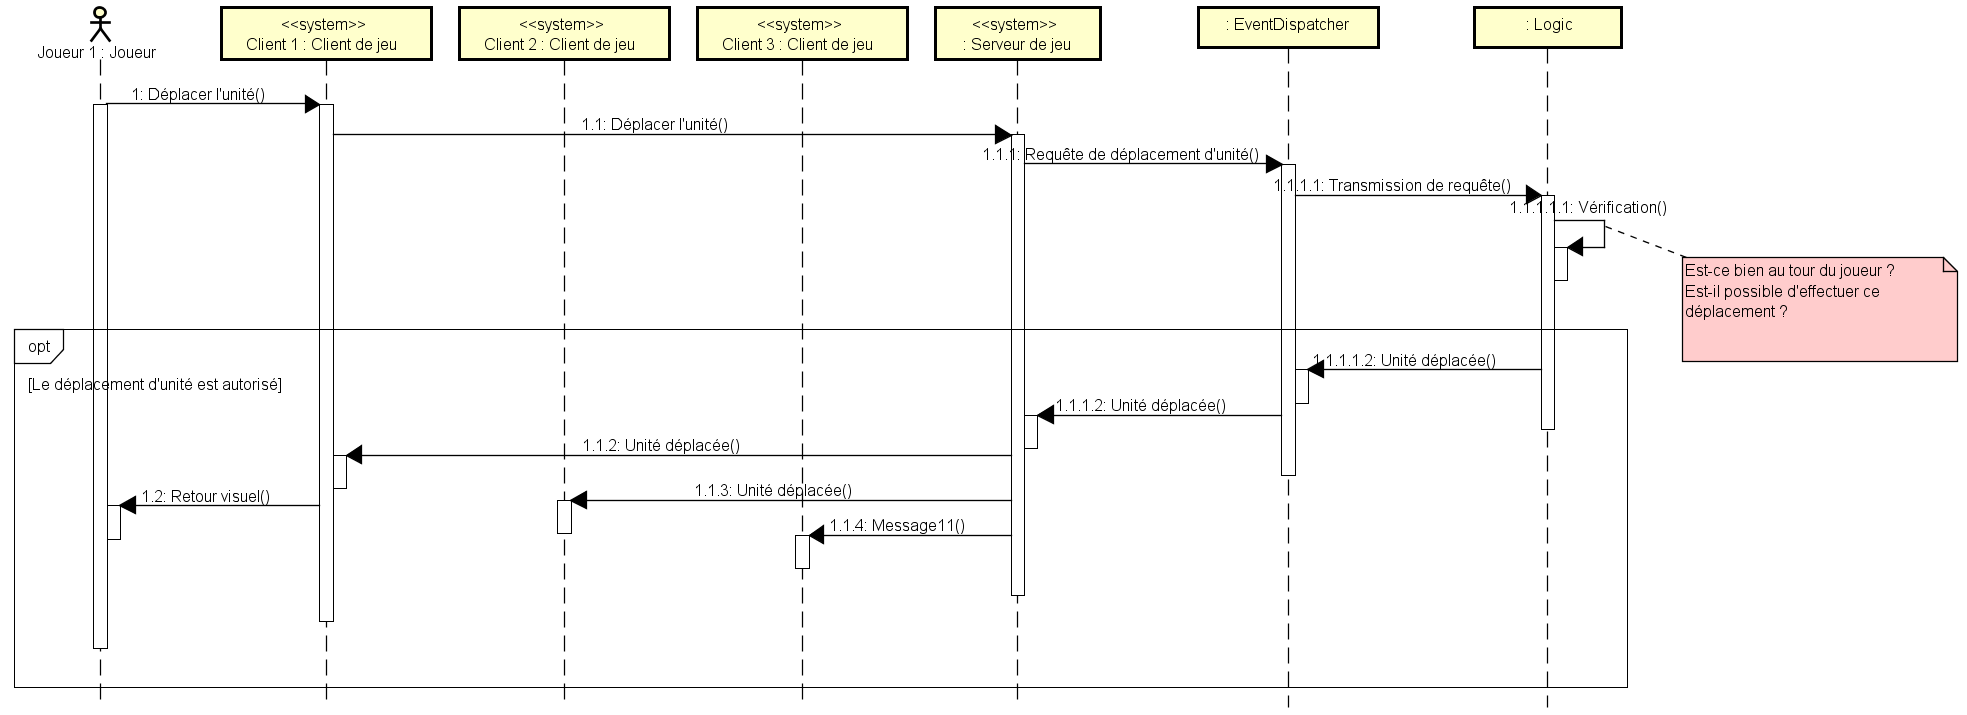 <<system>>
<<system>>
<<system>>
<<system>>
: EventDispatcher
: Logic
Joueur 1 : Joueur
Client 1 : Client de jeu
Client 2 : Client de jeu
Client 3 : Client de jeu
: Serveur de jeu
1: Déplacer l'unité()
1.1: Déplacer l'unité()
1.1.1: Requête de déplacement d'unité()
1.1.1.1: Transmission de requête()
1.1.1.1.1: Vérification()
Est-ce bien au tour du joueur ?
Est-il possible d'effectuer ce
déplacement ?
opt
[Le déplacement d'unité est autorisé]
1.1.1.1.2: Unité déplacée()
1.1.1.2: Unité déplacée()
1.1.2: Unité déplacée()
1.2: Retour visuel()
1.1.3: Unité déplacée()
1.1.4: Message11()